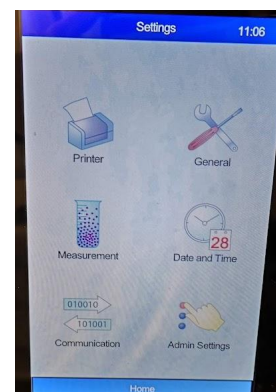 Settings 11:06
Printer General
28
Measurement Date and Time
010010
101001
Communication Admin Settings
Home